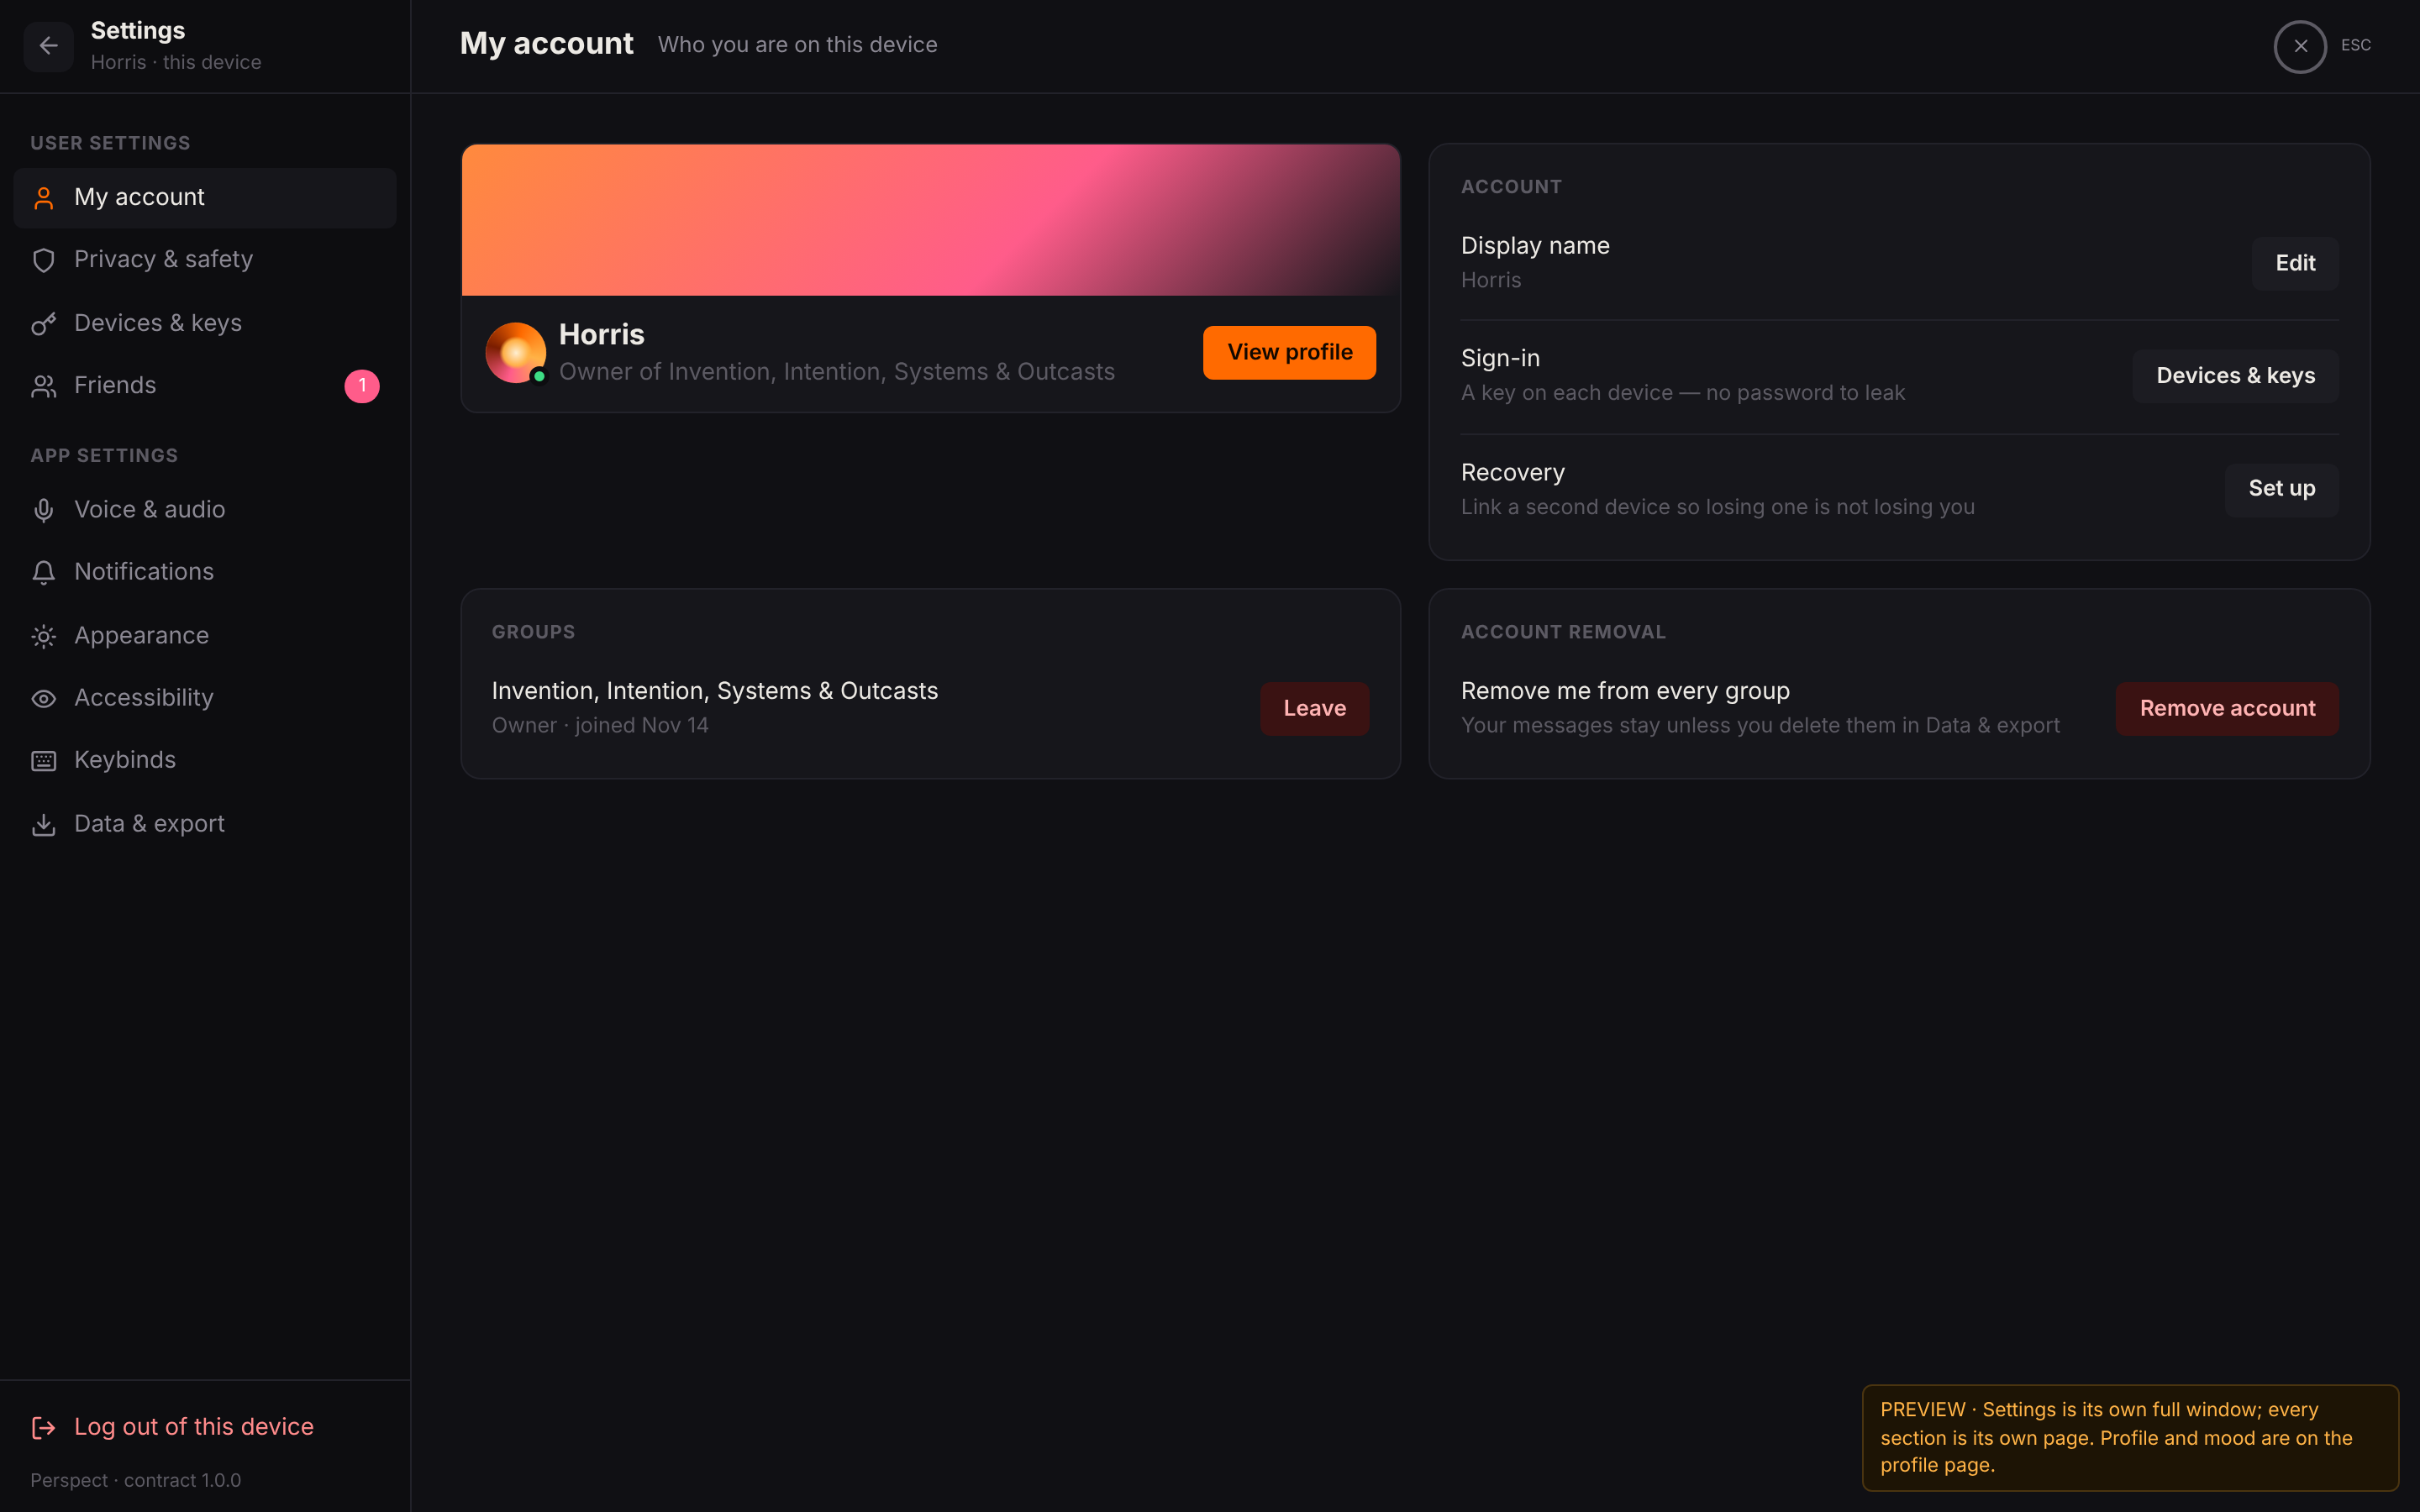 Settings
Horris · this device
USER SETTINGS
My account
Privacy & safety
Devices & keys
Friends
1
APP SETTINGS
Voice & audio
Notifications
Appearance
Accessibility
Keybinds
Data & export
Log out of this device
Perspect · contract 1.0.0
My account
Who you are on this device
ESC
Horris
Owner of Invention, Intention, Systems & Outcasts
View profile
ACCOUNT
Display name
Horris
Edit
Sign-in
A key on each device — no password to leak
Devices & keys
Recovery
Link a second device so losing one is not losing you
Set up
GROUPS
Invention, Intention, Systems & Outcasts
Owner · joined Nov 14
Leave
ACCOUNT REMOVAL
Remove me from every group
Your messages stay unless you delete them in Data & export
Remove account
PREVIEW · Settings is its own full window; every
section is its own page. Profile and mood are on the
profile page.